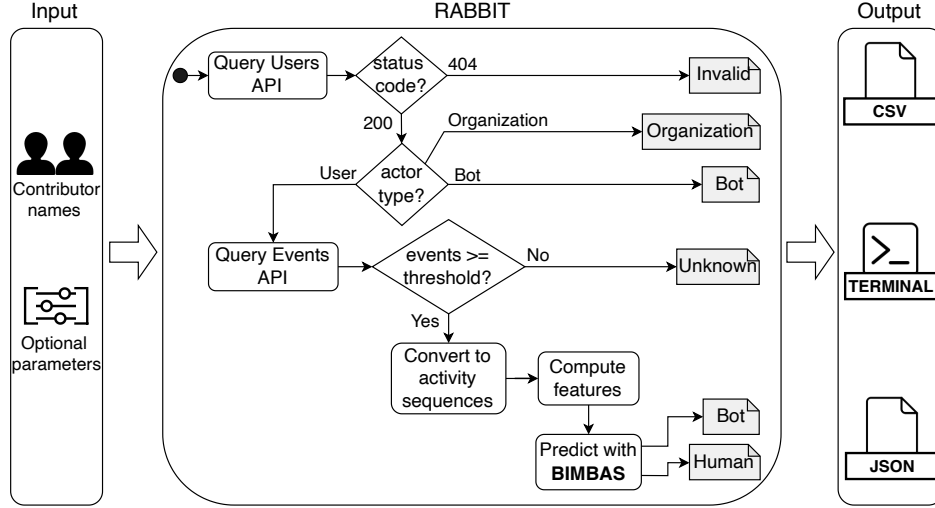 Input
RABBIT
Output
Query Users
API
status
code?
404
Invalid
CSV
200
Organization
Organization
Contributor
names
User
actor
type?
Bot
Bot
Query Events
API
events >=
threshold?
No
Unknown
TERMINAL
Yes
Optional
parameters
Convert to
activity
sequences
Compute
features
Predict with
BIMBAS
Bot
Human
JSON